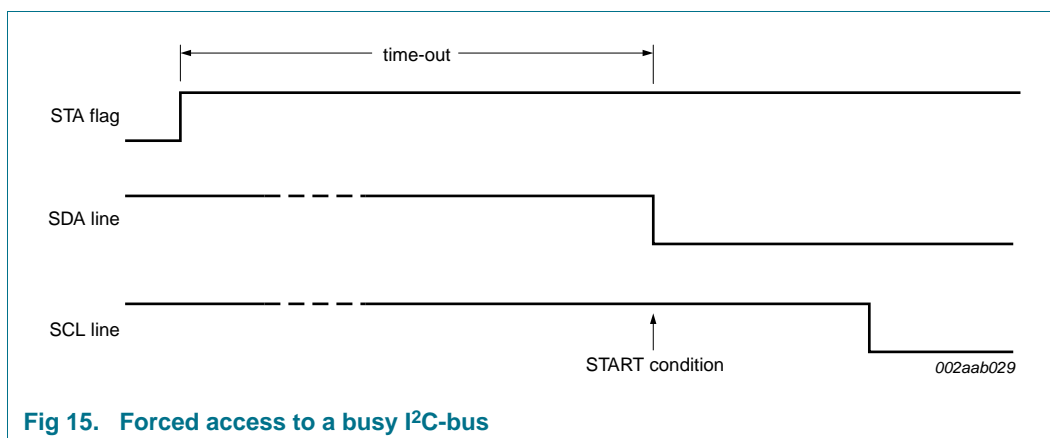 time-out
STA flag
SDA line
SCL line
START condition
002aab029
Fig 15. Forced access to a busy I²C-bus